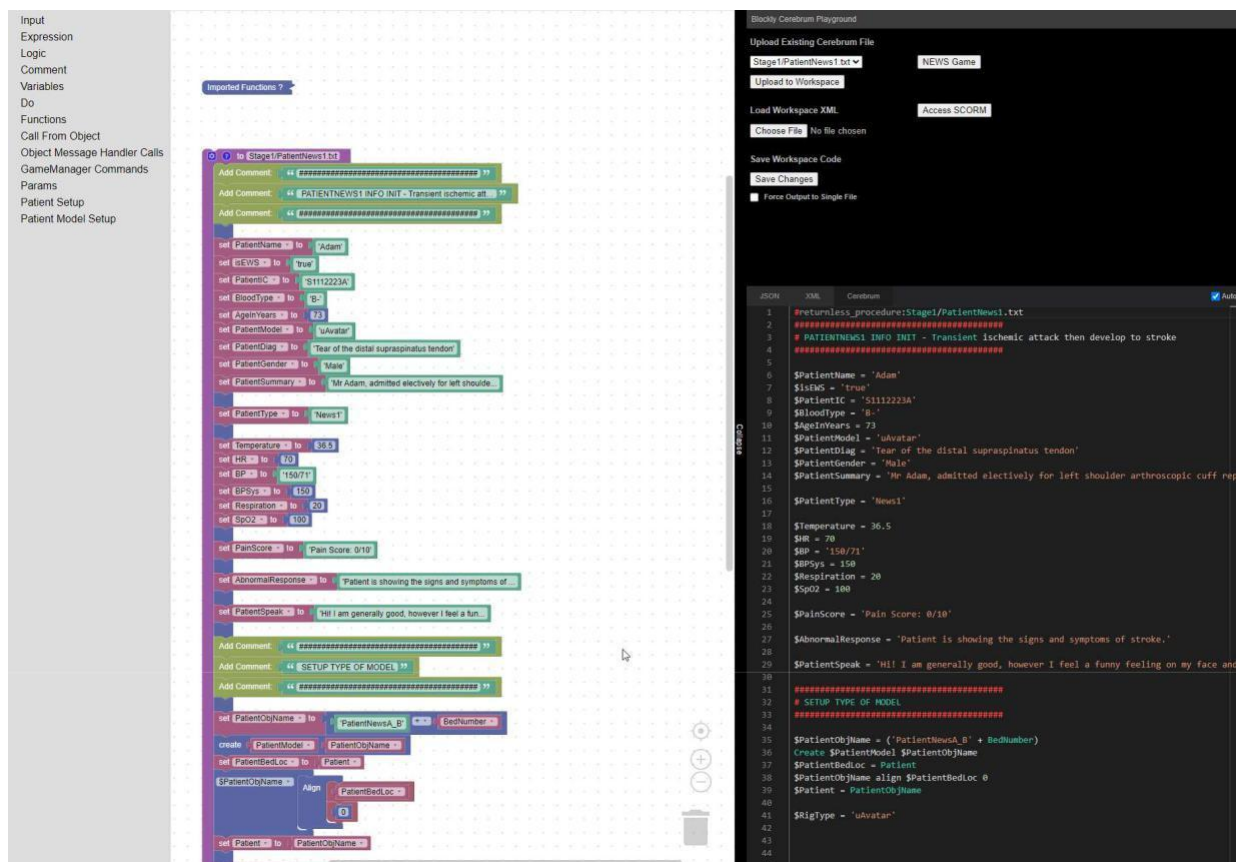 Input
Expression
Logic
Comment
Variables
Do
Functions
Call From Object
Object Message Handler Calls
GameManager Commands
Params
Patient Setup
Patient Model Setup
Imported Functions ?
to Stage1/PatientNews1.txt
Add Comment: “ ######################################### ”
Add Comment: “ PATIENTNEWS1 INFO INIT - Transient ischemic att... ”
Add Comment: “ ######################################### ”
set PatientName to 'Adam'
set isEWS to 'true'
set PatientIC to 'S1112223A'
set BloodType to 'B-'
set AgeInYears to 73
set PatientModel to 'uAvatar'
set PatientDiag to 'Tear of the distal supraspinatus tendon'
set PatientGender to 'Male'
set PatientSummary to 'Mr Adam, admitted electively for left shoulde...
set PatientType to 'News1'
set Temperature to 36.5
set HR to 70
set BP to '150/71'
set BPSys to 150
set Respiration to 20
set SpO2 to 100
set PainScore to 'Pain Score: 0/10'
set AbnormalResponse to 'Patient is showing the signs and symptoms of ...
set PatientSpeak to 'Hi! I am generally good, however I feel a fun...
Add Comment: “ ######################################### ”
Add Comment: “ SETUP TYPE OF MODEL ”
Add Comment: “ ######################################### ”
set PatientObjName to 'PatientNewsA_B' + BedNumber
create PatientModel PatientObjName
set PatientBedLoc to Patient
$PatientObjName Align PatientBedLoc
0
set Patient to PatientObjName
Collapse
Blockly Cerebrum Playground
Upload Existing Cerebrum File
Stage1/PatientNews1.txt NEWS Game
Upload to Workspace
Load Workspace XML Access SCORM
Choose File No file chosen
Save Workspace Code
Save Changes
Force Output to Single File
JSON XML Cerebrum Auto
1 #returnless_procedure:Stage1/PatientNews1.txt
2 #########################################
3 # PATIENTNEWS1 INFO INIT - Transient ischemic attack then develop to stroke
4 #########################################
5
6 $PatientName = 'Adam'
7 $isEWS = 'true'
8 $PatientIC = 'S1112223A'
9 $BloodType = 'B-'
10 $AgeInYears = 73
11 $PatientModel = 'uAvatar'
12 $PatientDiag = 'Tear of the distal supraspinatus tendon'
13 $PatientGender = 'Male'
14 $PatientSummary = 'Mr Adam, admitted electively for left shoulder arthroscopic cuff rep
15
16 $PatientType = 'News1'
17
18 $Temperature = 36.5
19 $HR = 70
20 $BP = '150/71'
21 $BPSys = 150
22 $Respiration = 20
23 $SpO2 = 100
24
25 $PainScore = 'Pain Score: 0/10'
26
27 $AbnormalResponse = 'Patient is showing the signs and symptoms of stroke.'
28
29 $PatientSpeak = 'Hi! I am generally good, however I feel a funny feeling on my face and
30
31 #########################################
32 # SETUP TYPE OF MODEL
33 #########################################
34
35 $PatientObjName = ('PatientNewsA_B' + BedNumber)
36 Create $PatientModel $PatientObjName
37 $PatientBedLoc = Patient
38 $PatientObjName align $PatientBedLoc 0
39 $Patient = PatientObjName
40
41 $RigType = 'uAvatar'
42
43
44